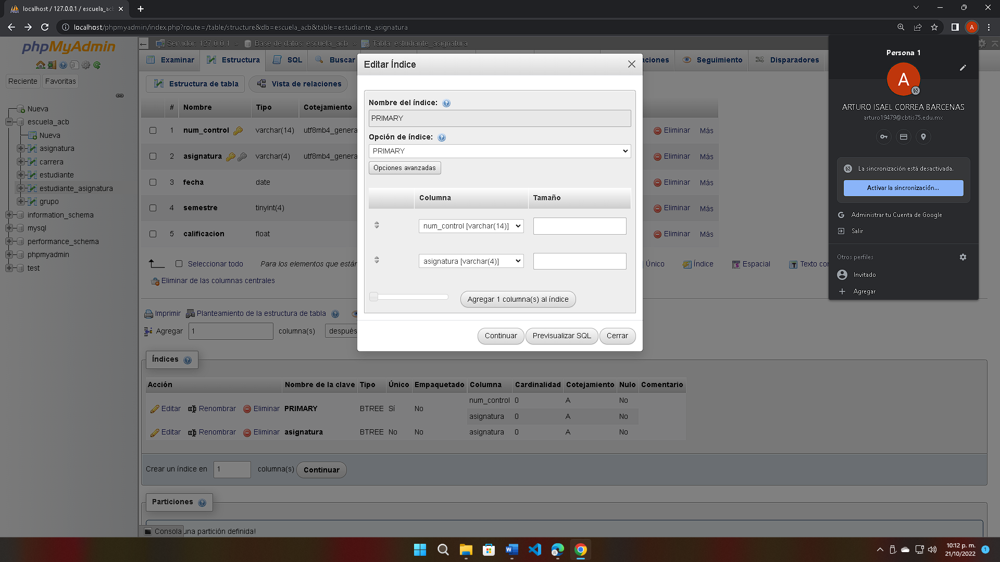 localhost / 127.0.0.1 / escuela_acb
localhost/phpmyadmin/index.php?route=/table/structure&db=escuela_acb&table=estudiante_asignatura
A
phpMyAdmin
Reciente
Favoritas
Nueva
escuela_acb
Nueva
asignatura
carrera
estudiante
estudiante_asignatura
grupo
information_schema
mysql
performance_schema
phpmyadmin
test
Servidor: 127.0.0.1 » Base de datos: escuela_acb » Tabla: estudiante_asignatura
Examinar
Estructura
SQL
Buscar
Seguimiento
Disparadores
Estructura de tabla
Vista de relaciones
# Nombre Tipo Cotejamiento
1 num_control varchar(14) utf8mb4_genera Eliminar Más
2 asignatura varchar(4) utf8mb4_genera Eliminar Más
3 fecha date Eliminar Más
4 semestre tinyint(4) Eliminar Más
5 calificacion float Eliminar Más
Seleccionar todo Para los elementos que están Único Índice Espacial Texto
Eliminar de las columnas centrales
Imprimir Planteamiento de la estructura de tabla
Agregar 1 columna(s) después
Editar Índice
Nombre del índice:
PRIMARY
Opción de índice:
PRIMARY
Opciones avanzadas
Columna Tamaño
num_control [varchar(14)]
asignatura [varchar(4)]
Agregar 1 columna(s) al índice
Continuar Previsualizar SQL Cerrar
Índices
Acción Nombre de la clave Tipo Único Empaquetado Columna Cardinalidad Cotejamiento Nulo Comentario
Editar Renombrar Eliminar PRIMARY BTREE Sí No num_control 0 A No
asignatura 0 A No
Editar Renombrar Eliminar asignatura BTREE No No asignatura 0 A No
Crear un índice en 1 columna(s) Continuar
Particiones
Consola
una partición definida!
Persona 1
A
ARTURO ISAEL CORREA BARCENAS
arturo19479@cbtis75.edu.mx
La sincronización está desactivada.
Activar la sincronización...
Administrar tu Cuenta de Google
Salir
Otros perfiles
Invitado
Agregar
10:12 p. m.
21/10/2022
1